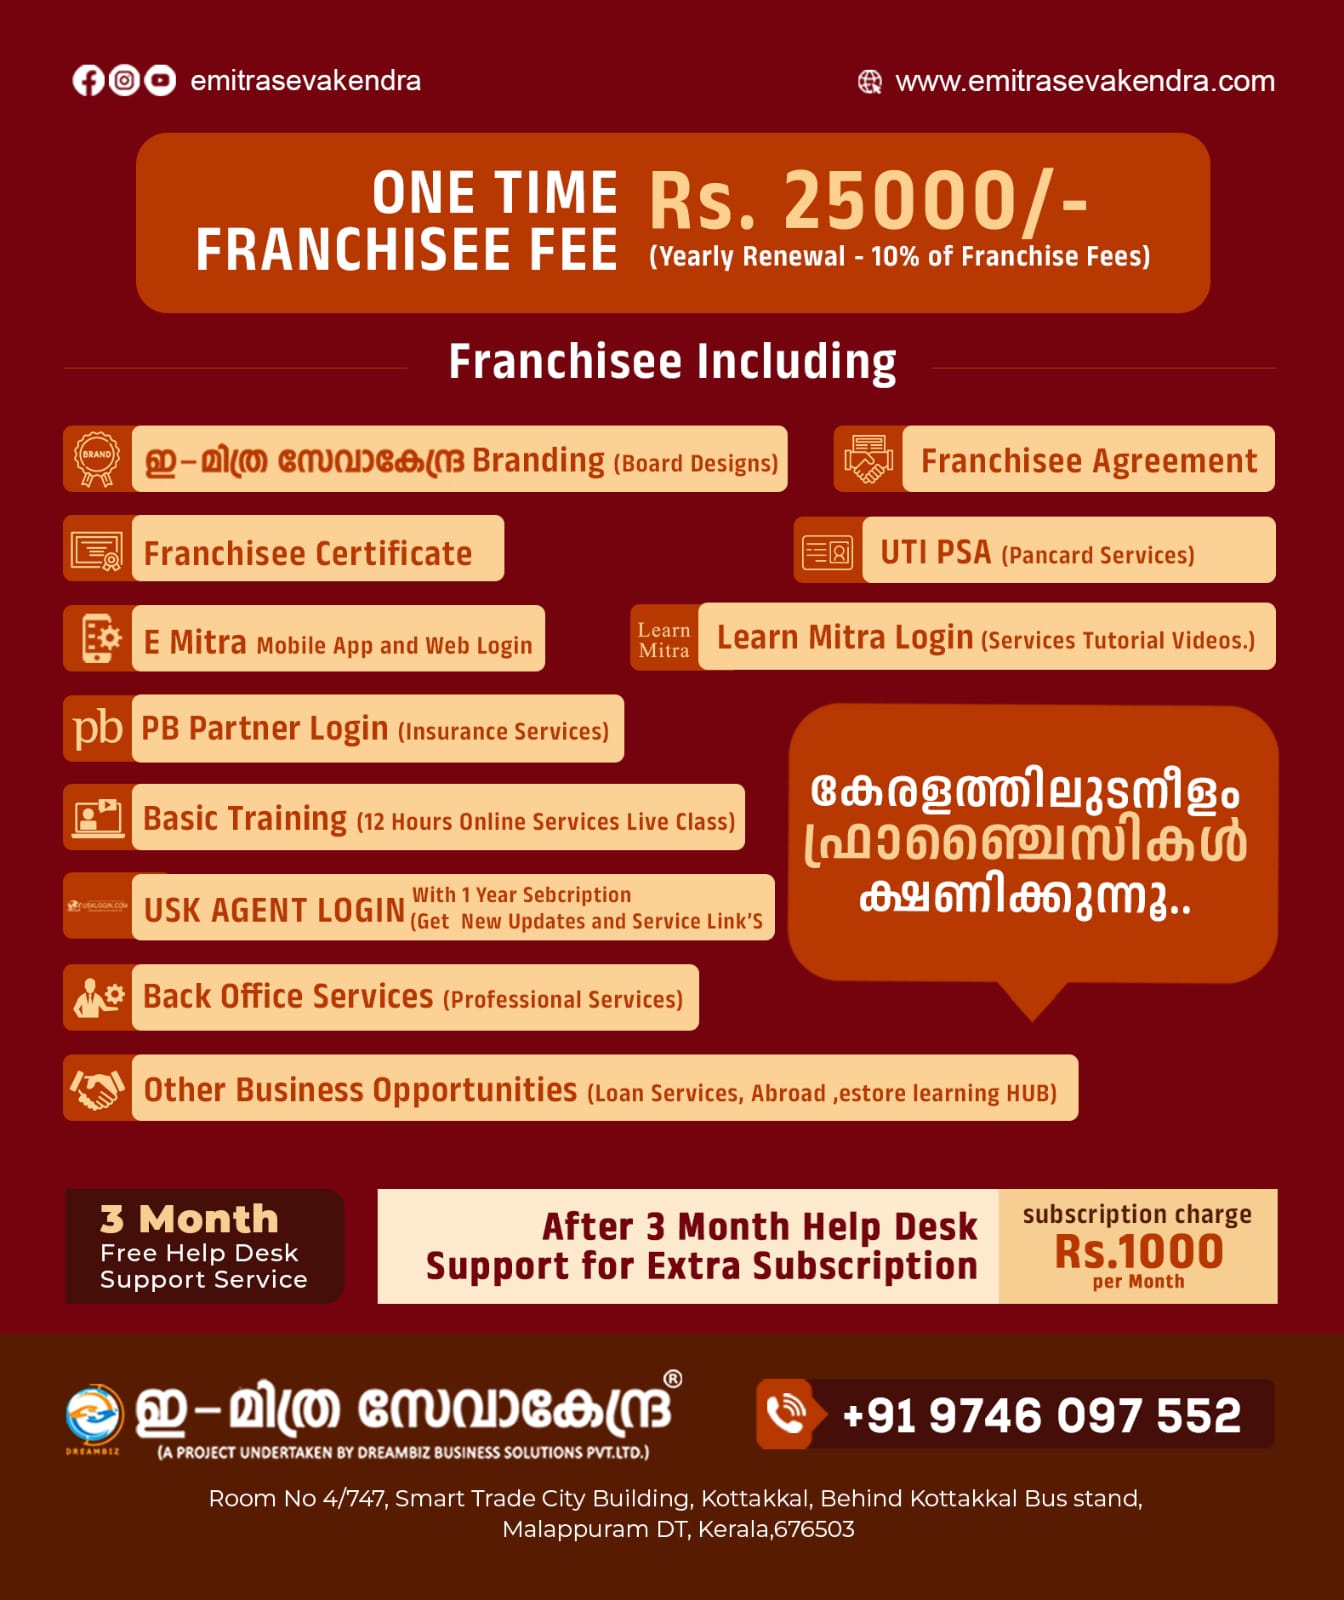 emitrasevakendra
www.emitrasevakendra.com
ONE TIME
FRANCHISEE FEE
Rs. 25000/-
(Yearly Renewal - 10% of Franchise Fees)
Franchisee Including
BRAND
ഇ-മിത്ര സേവാകേന്ദ്ര Branding (Board Designs)
Franchisee Agreement
Franchisee Certificate
UTI PSA (Pancard Services)
E Mitra Mobile App and Web Login
Learn
Mitra
Learn Mitra Login (Services Tutorial Videos.)
pb
PB Partner Login (Insurance Services)
Basic Training (12 Hours Online Services Live Class)
USKLOGIN.COM
USK AGENT LOGIN
With 1 Year Sebcription
(Get New Updates and Service Link'S
Back Office Services (Professional Services)
Other Business Opportunities (Loan Services, Abroad ,estore learning HUB)
കേരളത്തിലുടനീളം
ഫ്രാഞ്ചൈസികൾ
ക്ഷണിക്കുന്നൂ..
3 Month
Free Help Desk
Support Service
After 3 Month Help Desk
Support for Extra Subscription
subscription charge
Rs.1000
per Month
DREAMBIZ
ഇ-മിത്ര സേവാകേന്ദ്ര®
(A PROJECT UNDERTAKEN BY DREAMBIZ BUSINESS SOLUTIONS PVT.LTD.)
+91 9746 097 552
Room No 4/747, Smart Trade City Building, Kottakkal, Behind Kottakkal Bus stand,
Malappuram DT, Kerala,676503